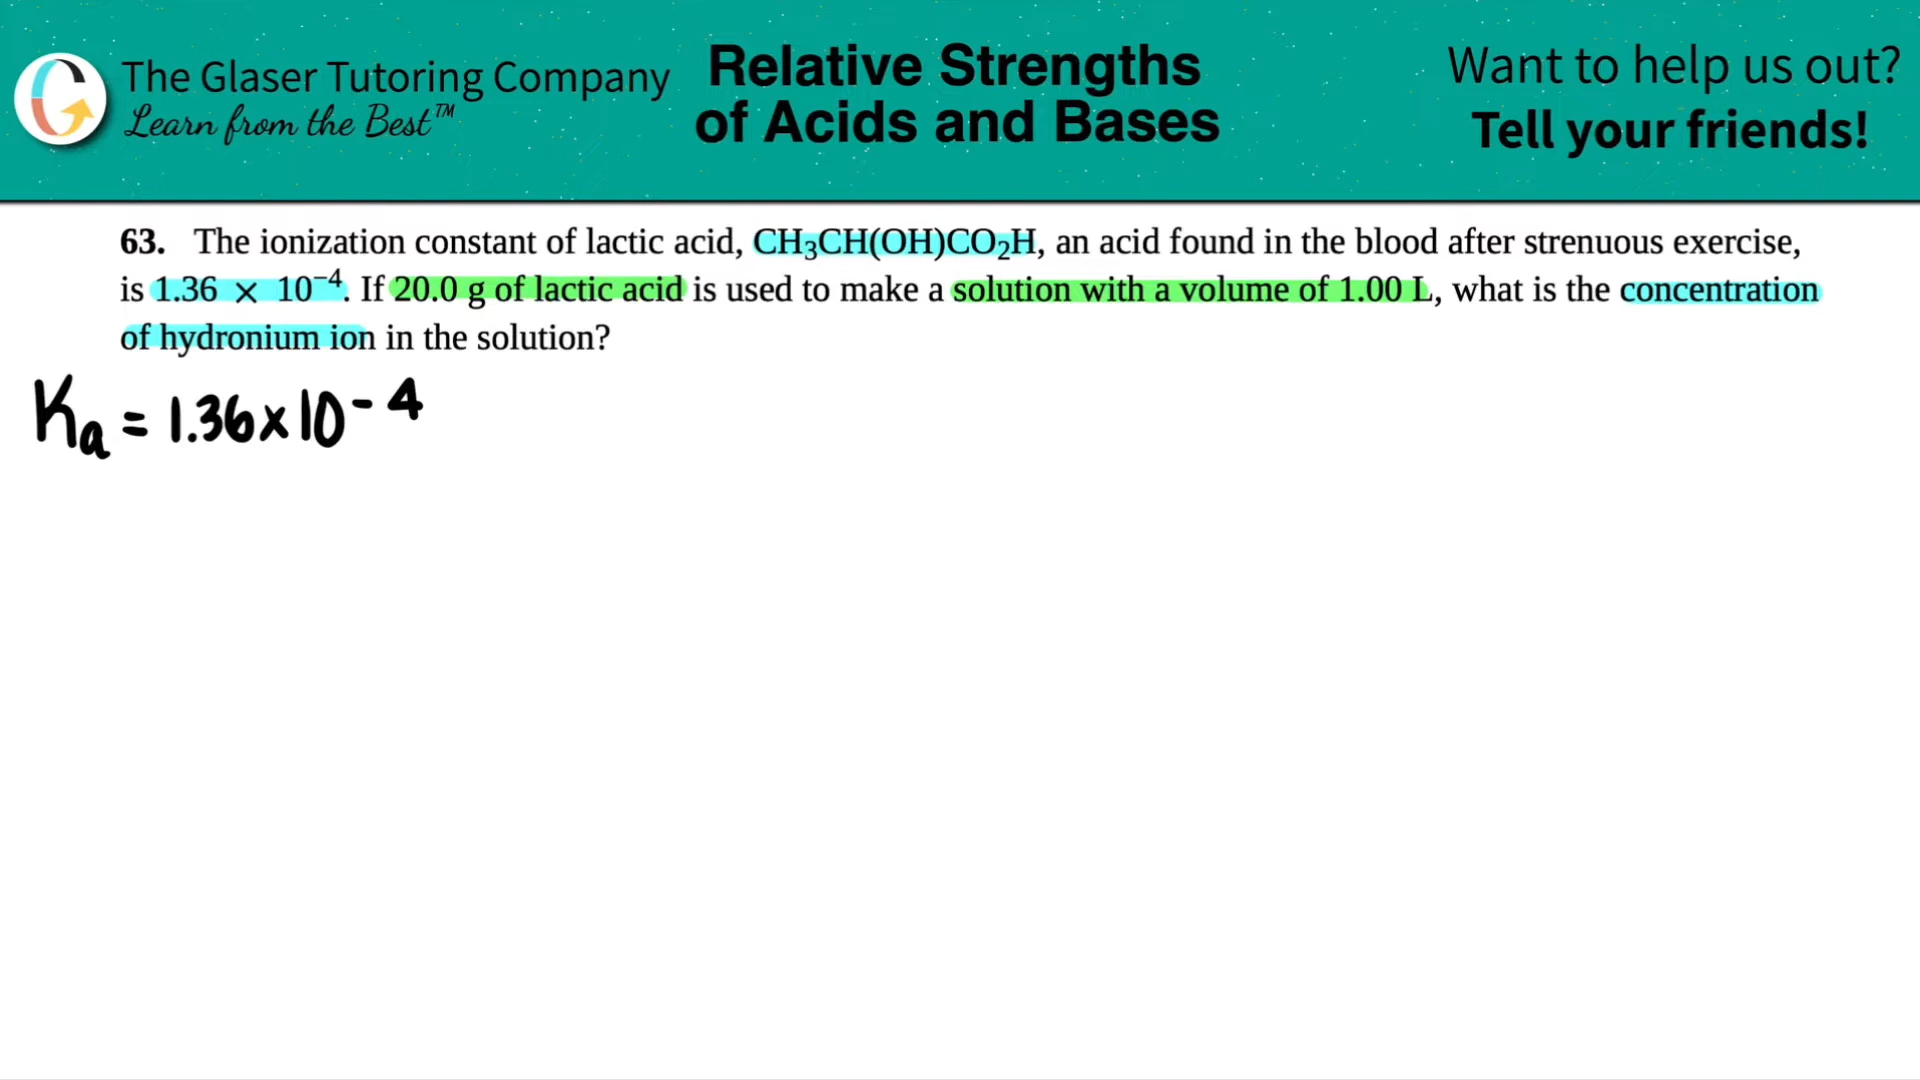 The Glaser Tutoring Company
Learn from the Best™
Relative Strengths
of Acids and Bases
Want to help us out?
Tell your friends!
63. The ionization constant of lactic acid, CH₃CH(OH)CO₂H, an acid found in the blood after strenuous exercise,
is 1.36 × 10⁻⁴. If 20.0 g of lactic acid is used to make a solution with a volume of 1.00 L, what is the concentration
of hydronium ion in the solution?
Kₐ = 1.36x10⁻⁴